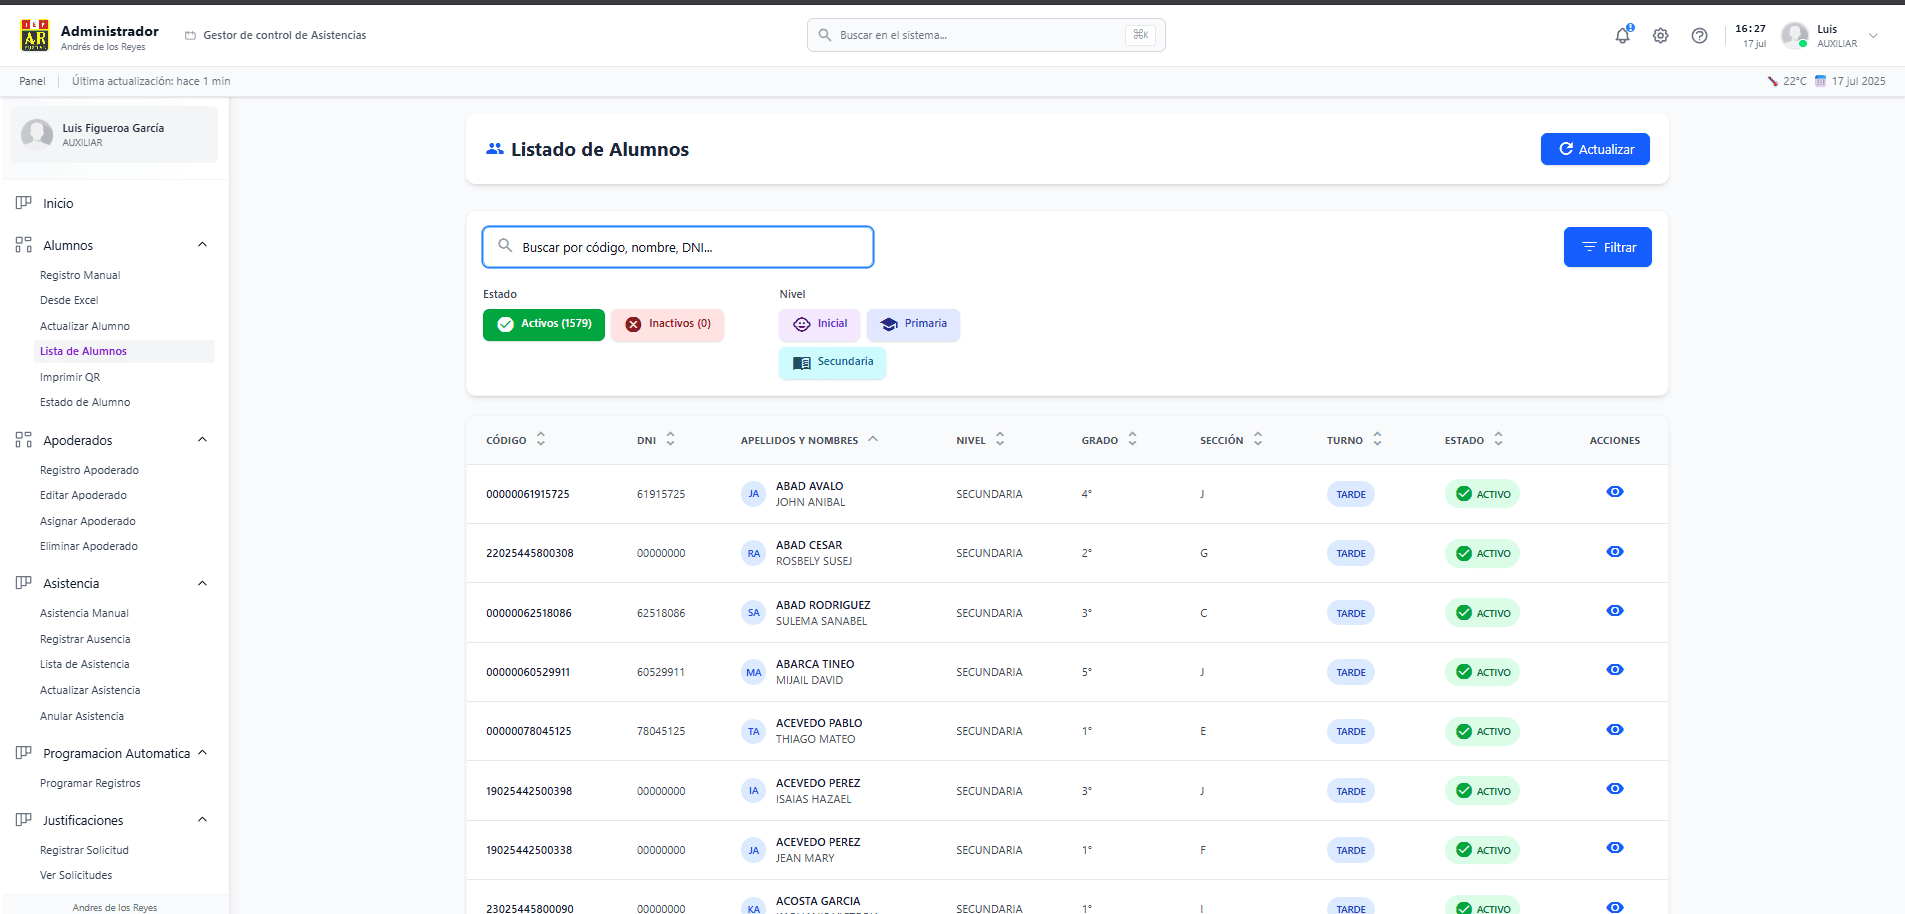 Administrador
Andrés de los Reyes
Gestor de control de Asistencias
Buscar en el sistema...
⌘K
16:27
17 jul
Luis
AUXILIAR
Panel
Última actualización: hace 1 min
22°C
17 jul 2025
Luis Figueroa García
AUXILIAR
Inicio
Alumnos
Registro Manual
Desde Excel
Actualizar Alumno
Lista de Alumnos
Imprimir QR
Estado de Alumno
Apoderados
Registro Apoderado
Editar Apoderado
Asignar Apoderado
Eliminar Apoderado
Asistencia
Asistencia Manual
Registrar Ausencia
Lista de Asistencia
Actualizar Asistencia
Anular Asistencia
Programacion Automatica
Programar Registros
Justificaciones
Registrar Solicitud
Ver Solicitudes
Andres de los Reyes
Listado de Alumnos
Actualizar
Buscar por código, nombre, DNI...
Filtrar
Estado
Activos (1579)
Inactivos (0)
Nivel
Inicial
Primaria
Secundaria
CÓDIGO DNI APELLIDOS Y NOMBRES NIVEL GRADO SECCIÓN TURNO ESTADO ACCIONES
00000061915725 61915725 JA ABAD AVALO JOHN ANIBAL SECUNDARIA 4° J TARDE ACTIVO
22025445800308 00000000 RA ABAD CESAR ROSBELY SUSEJ SECUNDARIA 2° G TARDE ACTIVO
00000062518086 62518086 SA ABAD RODRIGUEZ SULEMA SANABEL SECUNDARIA 3° C TARDE ACTIVO
00000060529911 60529911 MA ABARCA TINEO MIJAIL DAVID SECUNDARIA 5° J TARDE ACTIVO
00000078045125 78045125 TA ACEVEDO PABLO THIAGO MATEO SECUNDARIA 1° E TARDE ACTIVO
19025442500398 00000000 IA ACEVEDO PEREZ ISAIAS HAZAEL SECUNDARIA 3° J TARDE ACTIVO
19025442500338 00000000 JA ACEVEDO PEREZ JEAN MARY SECUNDARIA 1° F TARDE ACTIVO
23025445800090 00000000 KA ACOSTA GARCIA SECUNDARIA 1° I TARDE ACTIVO